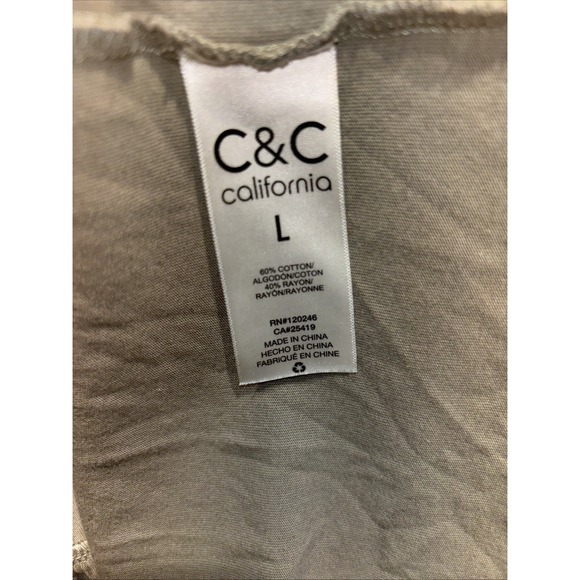 C&C
california
L
60% COTTON/
ALGODÓN/COTON
40% RAYON/
RAYÓN/RAYONNE
RN#120246
CA#25419
MADE IN CHINA
HECHO EN CHINA
FABRIQUÉ EN CHINE